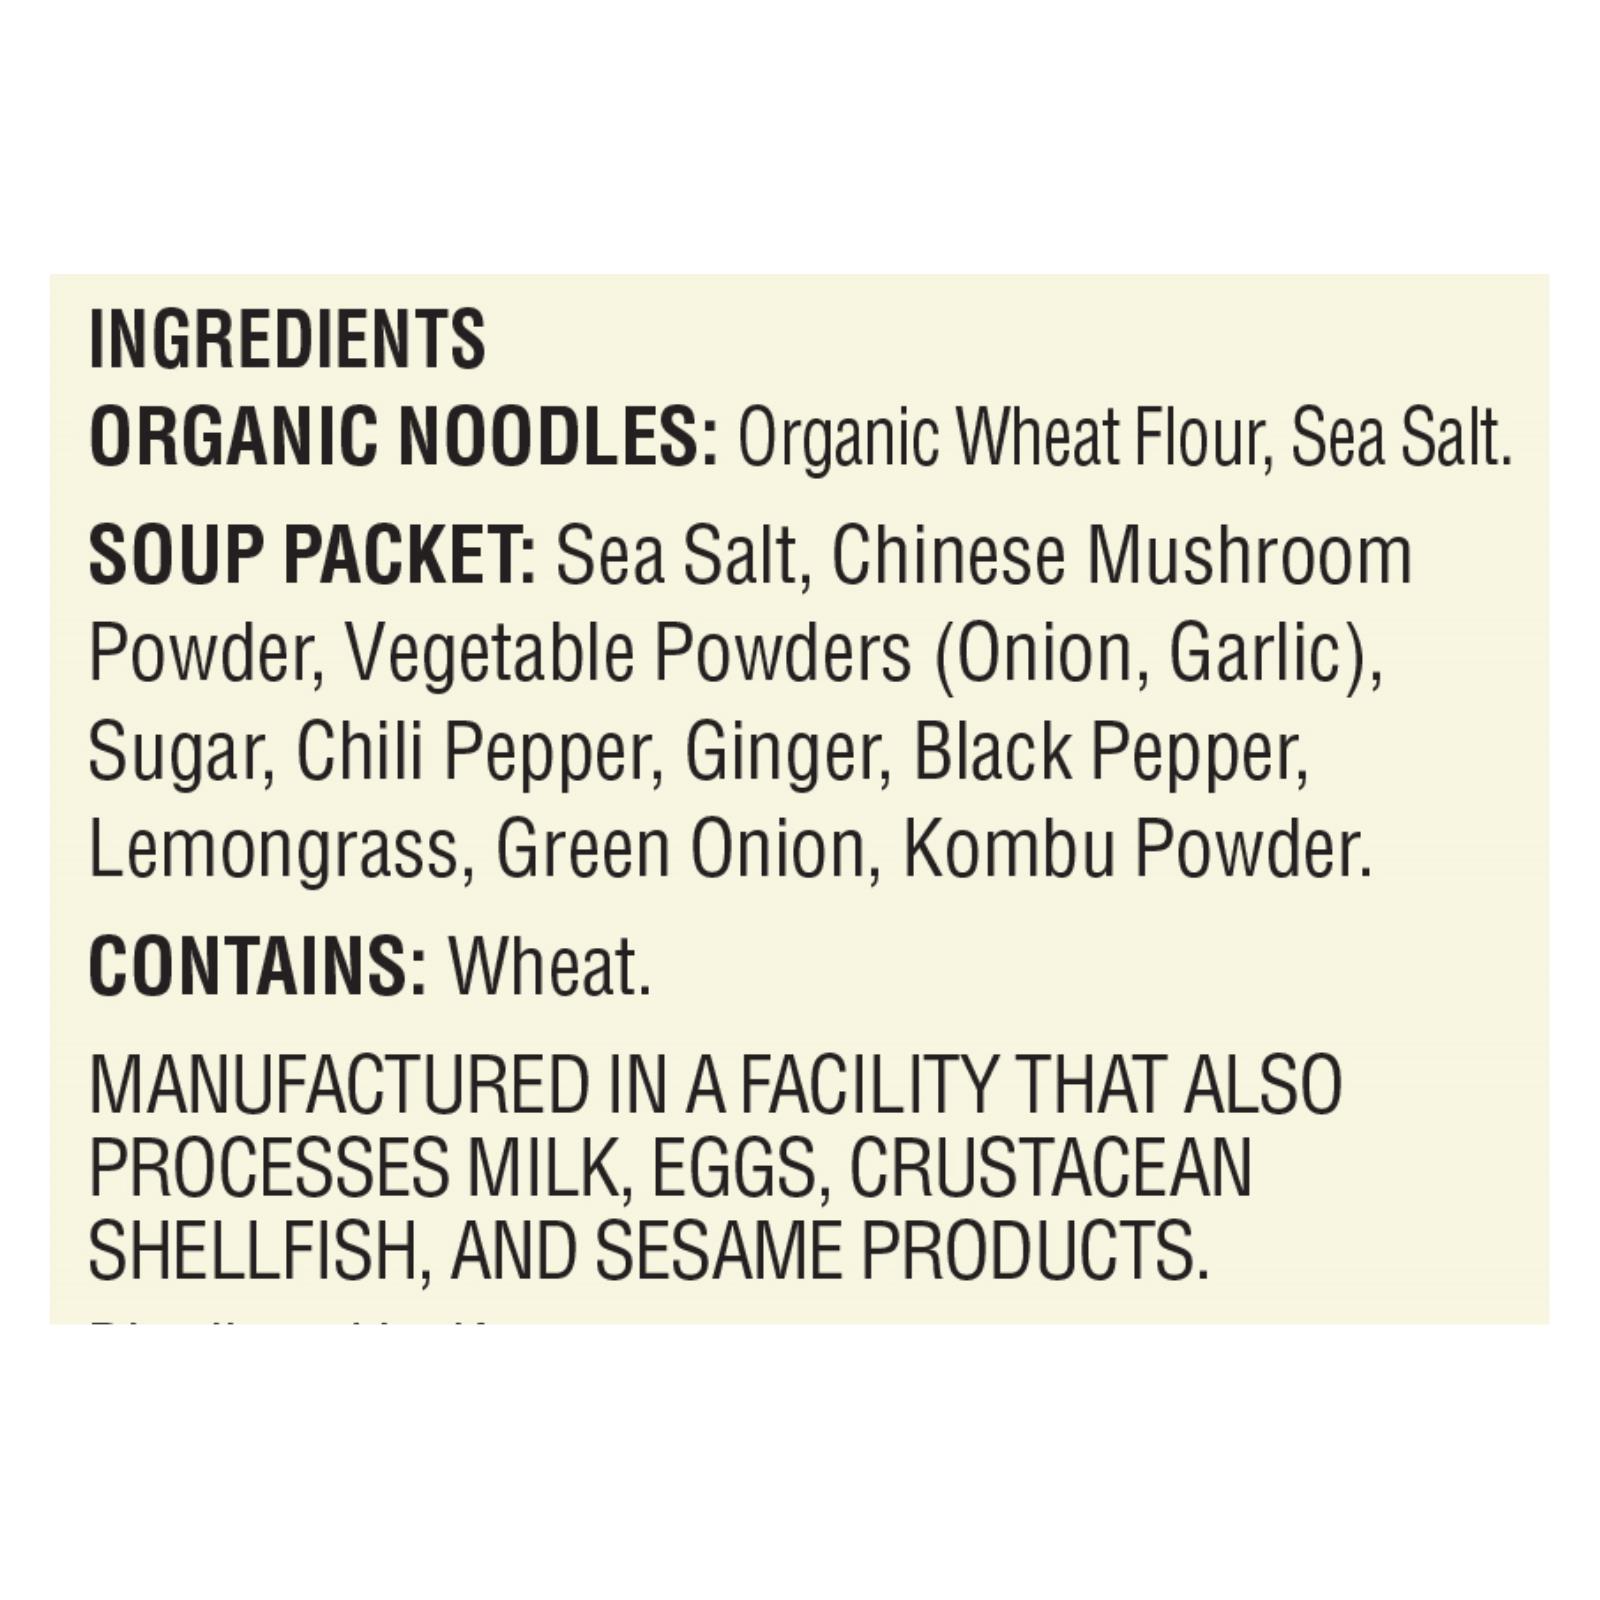 INGREDIENTS
ORGANIC NOODLES: Organic Wheat Flour, Sea Salt.
SOUP PACKET: Sea Salt, Chinese Mushroom
Powder, Vegetable Powders (Onion, Garlic),
Sugar, Chili Pepper, Ginger, Black Pepper,
Lemongrass, Green Onion, Kombu Powder.
CONTAINS: Wheat.
MANUFACTURED IN A FACILITY THAT ALSO
PROCESSES MILK, EGGS, CRUSTACEAN
SHELLFISH, AND SESAME PRODUCTS.